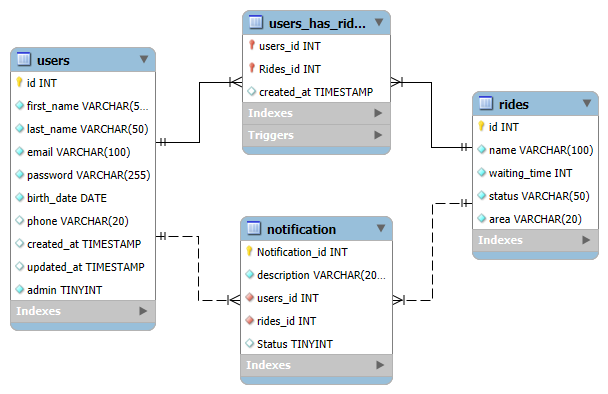 users
id INT
first_name VARCHAR(5...
last_name VARCHAR(50)
email VARCHAR(100)
password VARCHAR(255)
birth_date DATE
phone VARCHAR(20)
created_at TIMESTAMP
updated_at TIMESTAMP
admin TINYINT
Indexes
users_has_rid...
users_id INT
Rides_id INT
created_at TIMESTAMP
Indexes
Triggers
rides
id INT
name VARCHAR(100)
waiting_time INT
status VARCHAR(50)
area VARCHAR(20)
Indexes
notification
Notification_id INT
description VARCHAR(20...
users_id INT
rides_id INT
Status TINYINT
Indexes